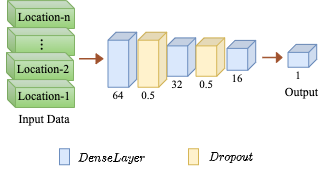 Location-n
⋮
Location-2
Location-1
Input Data
64
0.5
32
0.5
16
1
Output
DenseLayer
Dropout